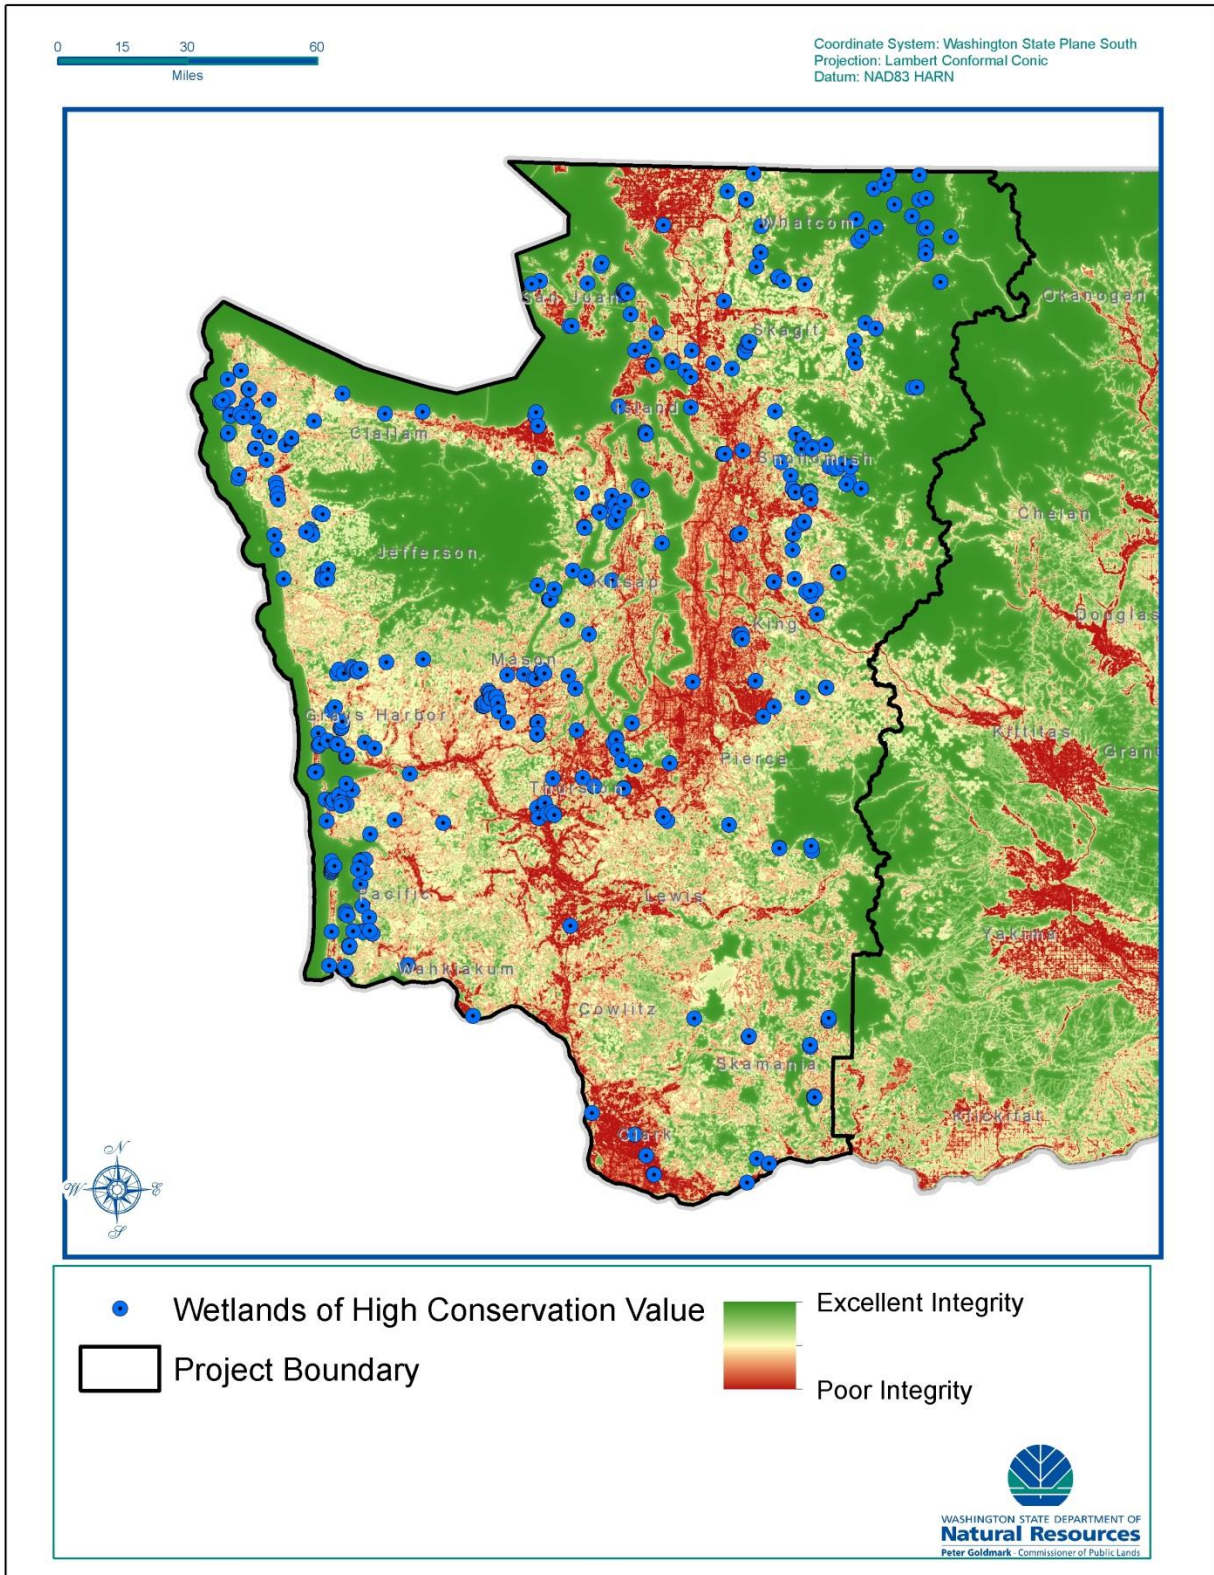 0 15 30 60
Miles
Coordinate System: Washington State Plane South
Projection: Lambert Conformal Conic
Datum: NAD83 HARN
Whatcom
San Juan
Okanogan
Skagit
Island
Clallam
Snohomish
Chelan
Jefferson
Kitsap
Douglas
King
Mason
Grays Harbor
Kittitas
Grant
Pierce
Thurston
Pacific
Lewis
Yakima
Wahkiakum
Cowlitz
Skamania
Klickitat
Clark
N
W E
S
Wetlands of High Conservation Value
Project Boundary
Excellent Integrity
Poor Integrity
WASHINGTON STATE DEPARTMENT OF
Natural Resources
Peter Goldmark - Commissioner of Public Lands